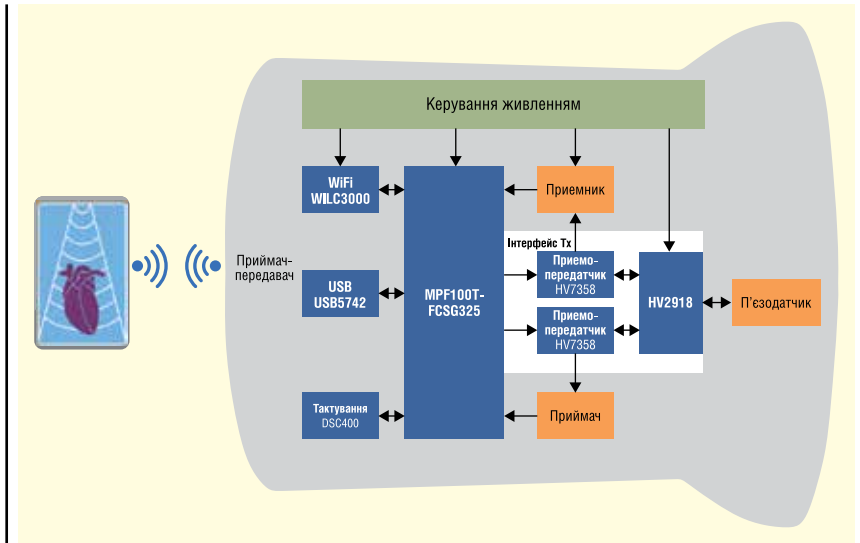 Керування живленням
WiFi
WILC3000
Приемник
Інтерфейс Tx
Приймач-
передавач
USB
USB5742
MPF100T-
FCSG325
Приемо-
передатчик
HV7358
HV2918
П'єзодатчик
Приемо-
передатчик
HV7358
Тактування
DSC400
Приймач